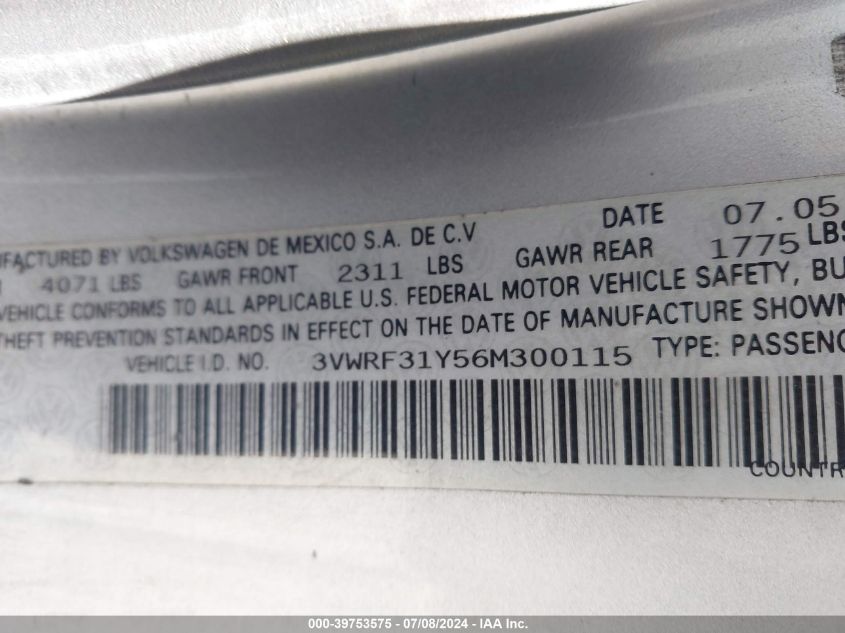 DATE 07.05
UFACTURED BY VOLKSWAGEN DE MEXICO S.A. DE C.V
4071 LBS GAWR FRONT 2311 LBS GAWR REAR 1775 LBS
VEHICLE CONFORMS TO ALL APPLICABLE U.S. FEDERAL MOTOR VEHICLE SAFETY, BU
THEFT PREVENTION STANDARDS IN EFFECT ON THE DATE OF MANUFACTURE SHOWN
VEHICLE I.D. NO. 3VWRF31Y56M300115 TYPE: PASSENG
COUNTR
000-39753575 - 07/08/2024 - IAA Inc.